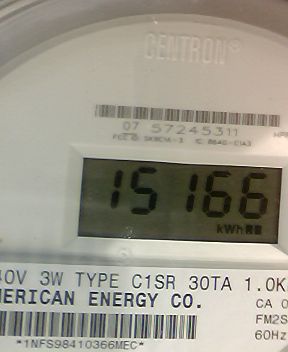 CENTRON®
07 57245311
15166
kWh
40V 3W TYPE C1SR 30TA 1.0K
MERICAN ENERGY CO.
CA 0
FM2S
60Hz
*1NFS98410366MEC*